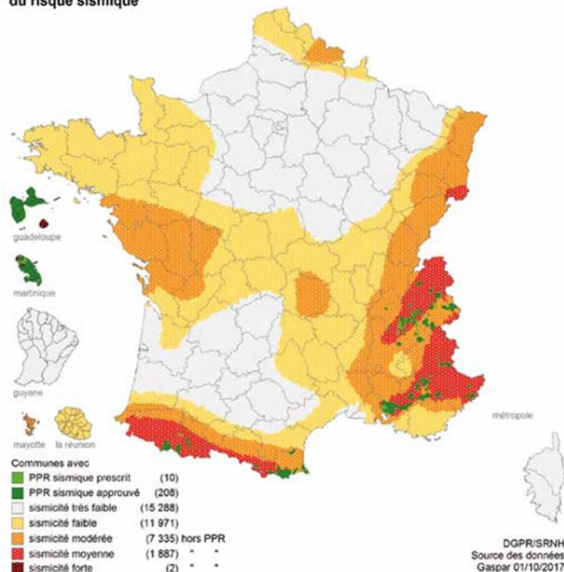 du risque sismique
guadeloupe
martinique
guyane
mayotte la réunion
métropole
Communes avec
PPR sismique prescrit (10)
PPR sismique approuvé (208)
sismicité très faible (15 288)
sismicité faible (11 971)
sismicité modérée (7 335) hors PPR
sismicité moyenne (1 887) " "
sismicité forte (2) " "
DGPR/SRNH
Source des données
Gaspar 01/10/2017